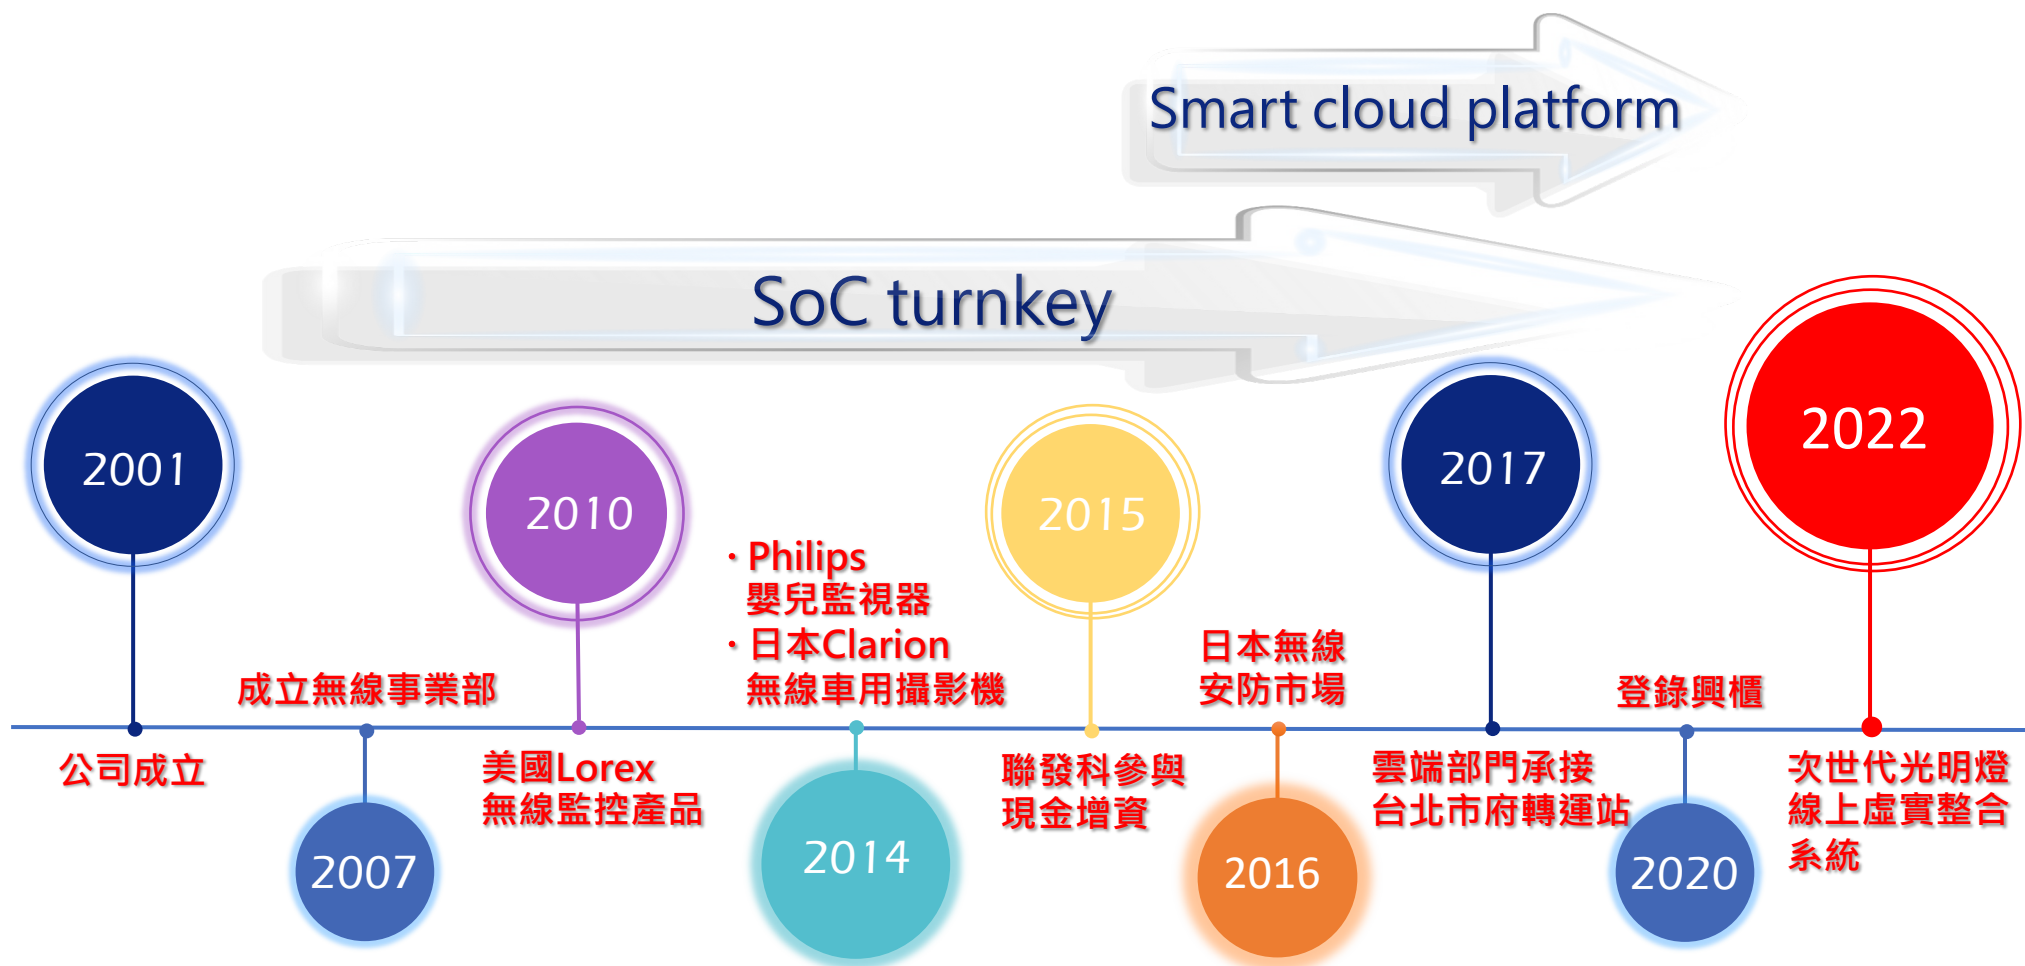 Smart cloud platform
SoC turnkey
2001
公司成立
成立無線事業部
2007
2010
美國Lorex
無線監控產品
· Philips
嬰兒監視器
· 日本Clarion
無線車用攝影機
2014
2015
聯發科參與
現金增資
日本無線
安防市場
2016
2017
雲端部門承接
台北市府轉運站
登錄興櫃
2020
2022
次世代光明燈
線上虛實整合
系統